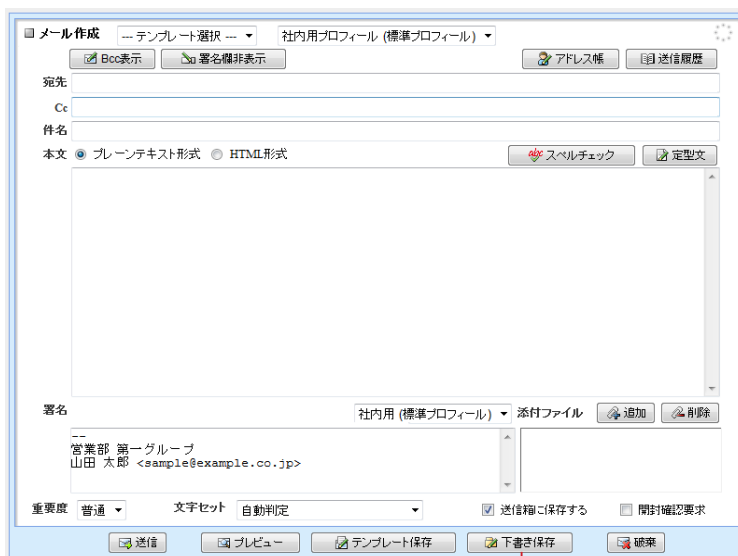 メール作成 --- テンプレート選択 --- 社内用プロフィール (標準プロフィール)
Bcc表示 署名欄非表示 アドレス帳 送信履歴
宛先
Cc
件名
本文 プレーンテキスト形式 HTML形式 abc スペルチェック 定型文
署名 社内用 (標準プロフィール) 添付ファイル 追加 削除
--
営業部 第一グループ
山田 太郎 <sample@example.co.jp>
重要度 普通 文字セット 自動判定 送信箱に保存する 開封確認要求
送信 プレビュー テンプレート保存 下書き保存 破棄